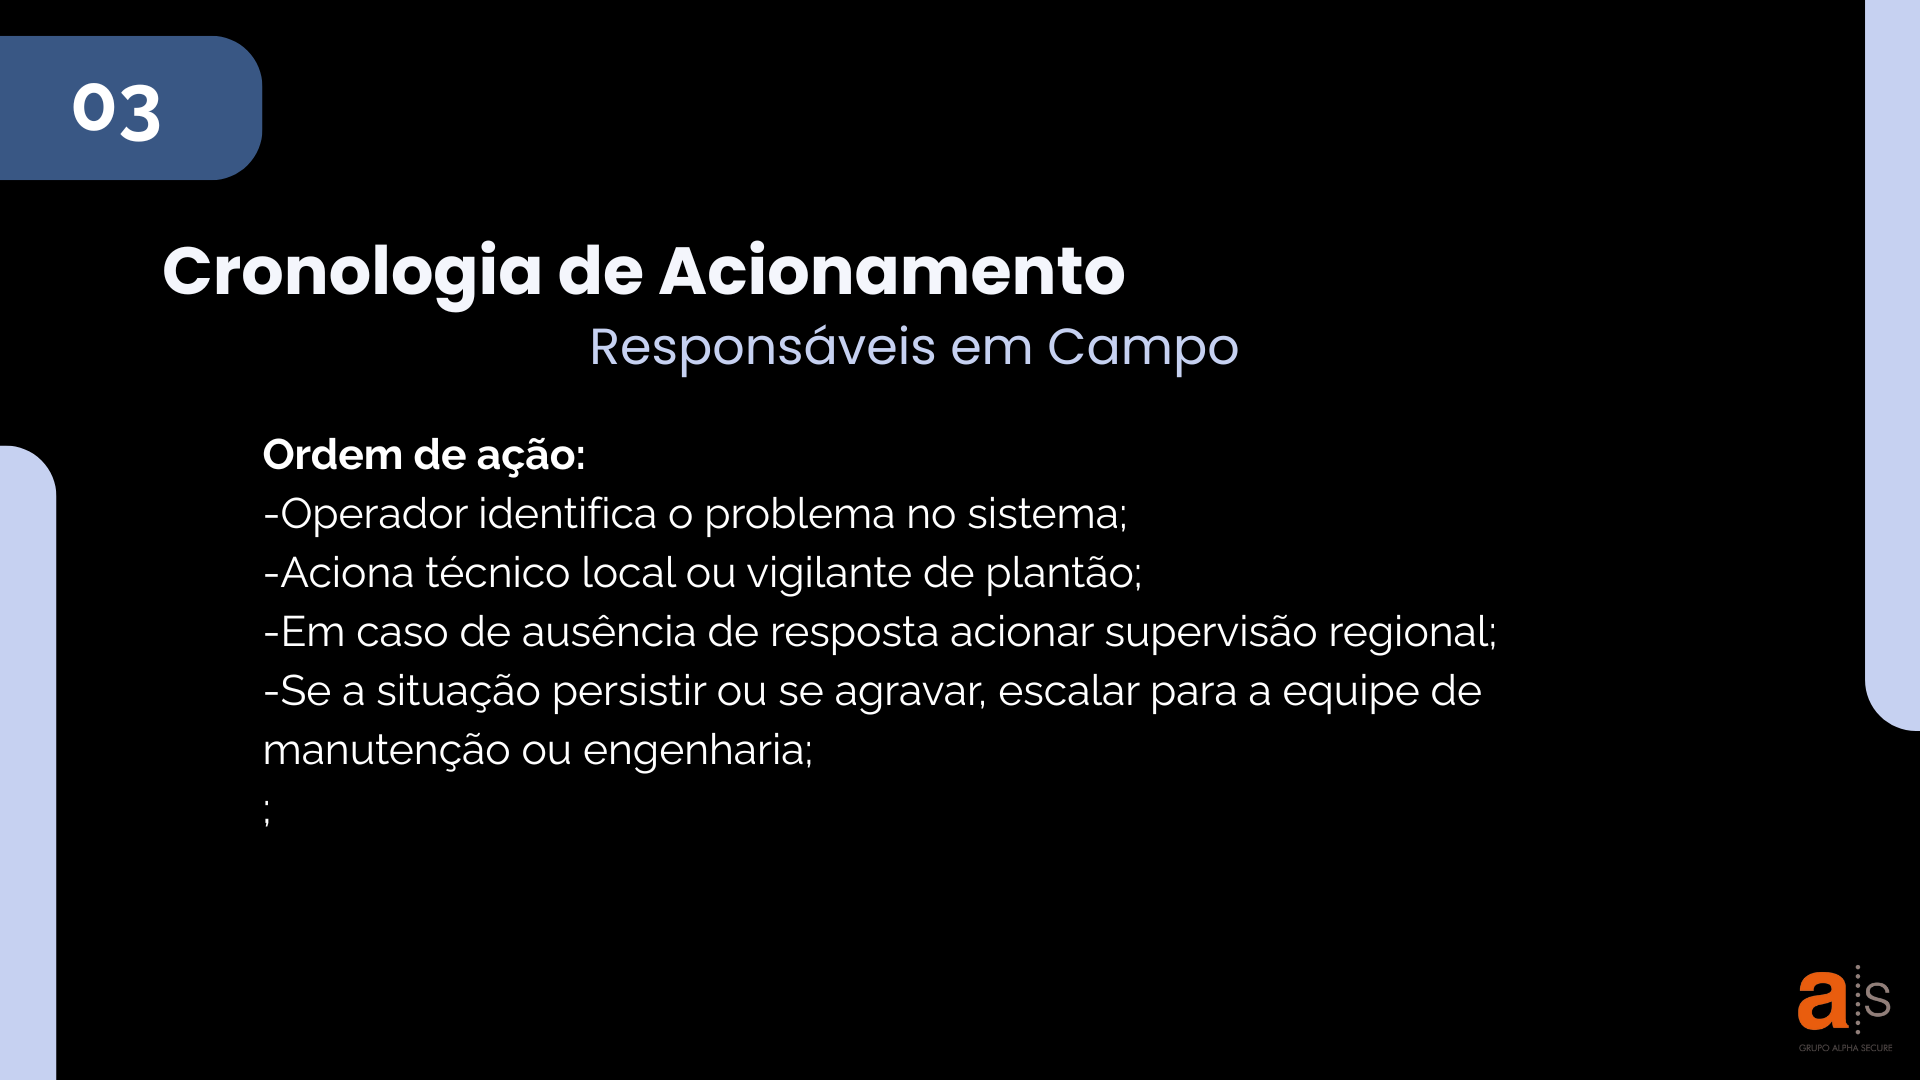 03
Cronologia de Acionamento
Responsáveis em Campo
Ordem de ação:
-Operador identifica o problema no sistema;
-Aciona técnico local ou vigilante de plantão;
-Em caso de ausência de resposta acionar supervisão regional;
-Se a situação persistir ou se agravar, escalar para a equipe de
manutenção ou engenharia;
;
a s
GRUPO ALPHA SECURE